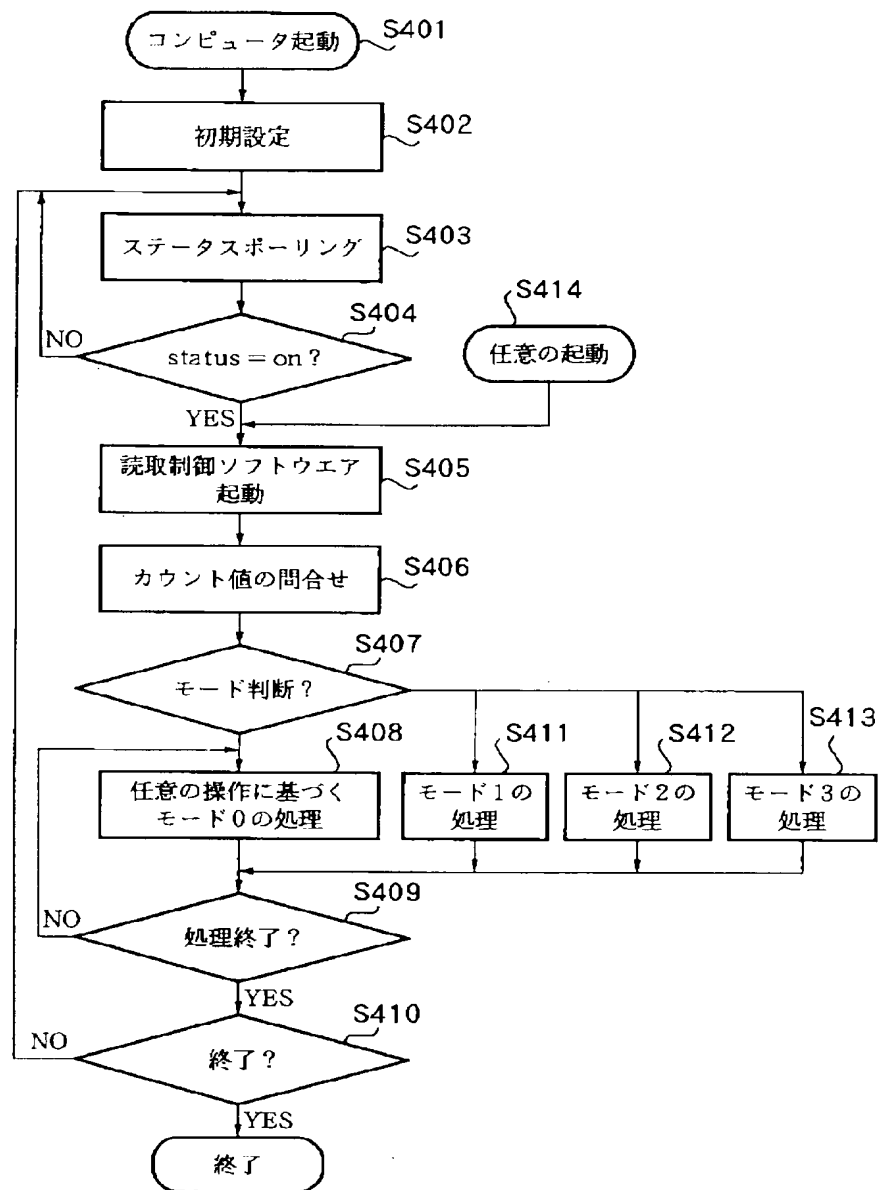 コンピュータ起動
S401
初期設定
S402
ステータスポーリング
S403
S404
NO
status=on？
YES
S414
任意の起動
読取制御ソフトウエア
起動
S405
カウント値の問合せ
S406
S407
モード判断？
S408
任意の操作に基づく
モード0の処理
S411
モード1の
処理
S412
モード2の
処理
S413
モード3の
処理
S409
NO
処理終了？
YES
S410
NO
終了？
YES
終了